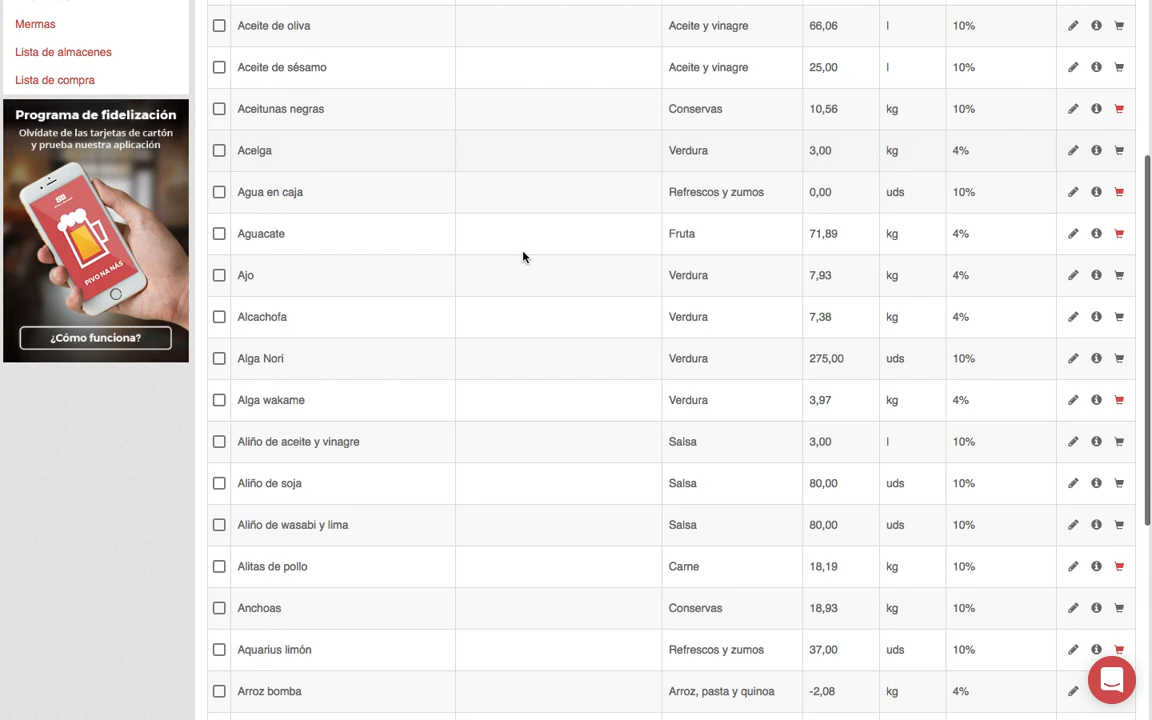 Mermas
Lista de almacenes
Lista de compra
Programa de fidelización
Olvídate de las tarjetas de cartón
y prueba nuestra aplicación
BB
PIVO NA NÁS
¿Cómo funciona?
Aceite de oliva Aceite y vinagre 66,06 l 10%
Aceite de sésamo Aceite y vinagre 25,00 l 10%
Aceitunas negras Conservas 10,56 kg 10%
Acelga Verdura 3,00 kg 4%
Agua en caja Refrescos y zumos 0,00 uds 10%
Aguacate Fruta 71,89 kg 4%
Ajo Verdura 7,93 kg 4%
Alcachofa Verdura 7,38 kg 4%
Alga Nori Verdura 275,00 uds 10%
Alga wakame Verdura 3,97 kg 4%
Aliño de aceite y vinagre Salsa 3,00 l 10%
Aliño de soja Salsa 80,00 uds 10%
Aliño de wasabi y lima Salsa 80,00 uds 10%
Alitas de pollo Carne 18,19 kg 10%
Anchoas Conservas 18,93 kg 10%
Aquarius limón Refrescos y zumos 37,00 uds 10%
Arroz bomba Arroz, pasta y quinoa -2,08 kg 4%